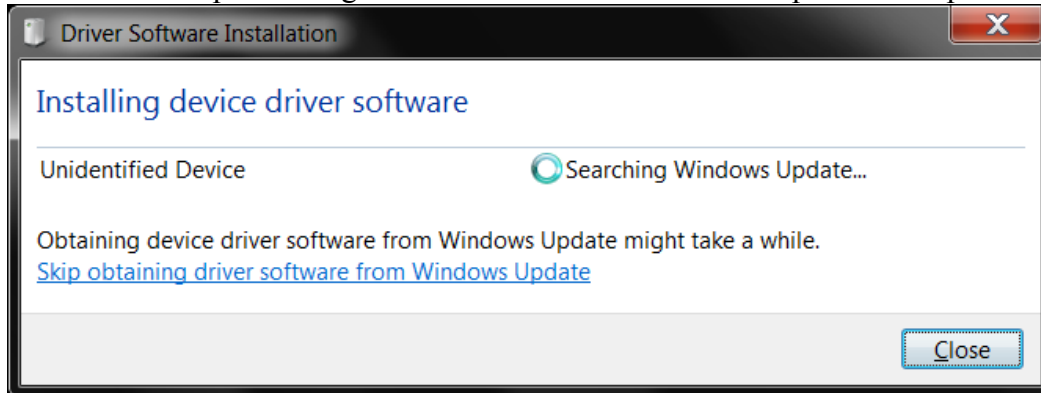 Driver Software Installation
X
Installing device driver software
Unidentified Device Searching Windows Update...
Obtaining device driver software from Windows Update might take a while.
Skip obtaining driver software from Windows Update
Close